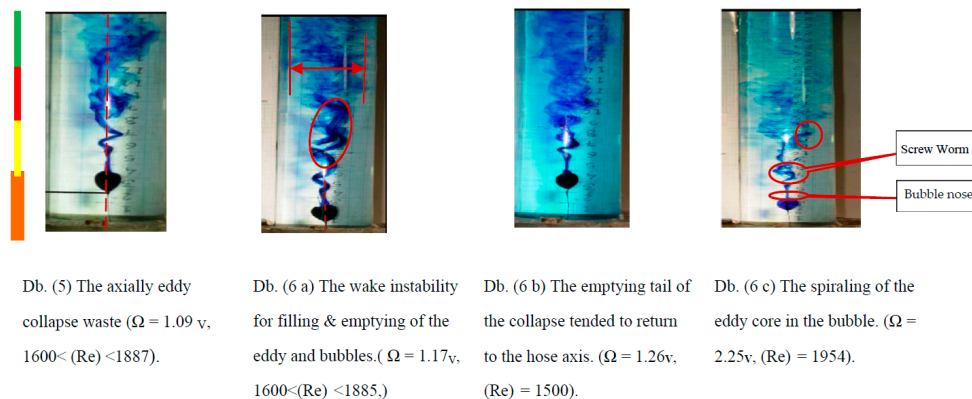 Screw Worm
Bubble nose
Db. (5) The axially eddy
collapse waste (Ω = 1.09 v,
1600< (Re) <1887).
Db. (6 a) The wake instability
for filling & emptying of the
eddy and bubbles.( Ω = 1.17v,
1600<(Re) <1885,)
Db. (6 b) The emptying tail of
the collapse tended to return
to the hose axis. (Ω = 1.26v,
(Re) = 1500).
Db. (6 c) The spiraling of the
eddy core in the bubble. (Ω =
2.25v, (Re) = 1954).